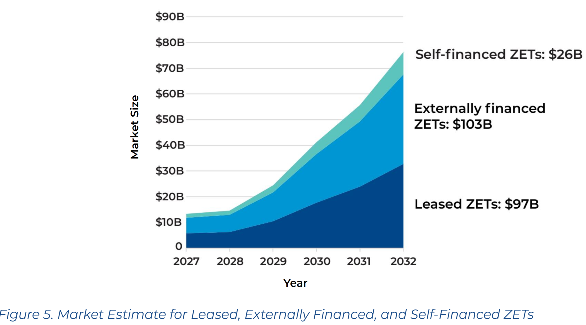 $90B
$80B
$70B
$60B
$50B
$40B
$30B
$20B
$10B
0
Market Size
2027 2028 2029 2030 2031 2032
Year
Self-financed ZETs: $26B
Externally financed
ZETs: $103B
Leased ZETs: $97B
Figure 5. Market Estimate for Leased, Externally Financed, and Self-Financed ZETs